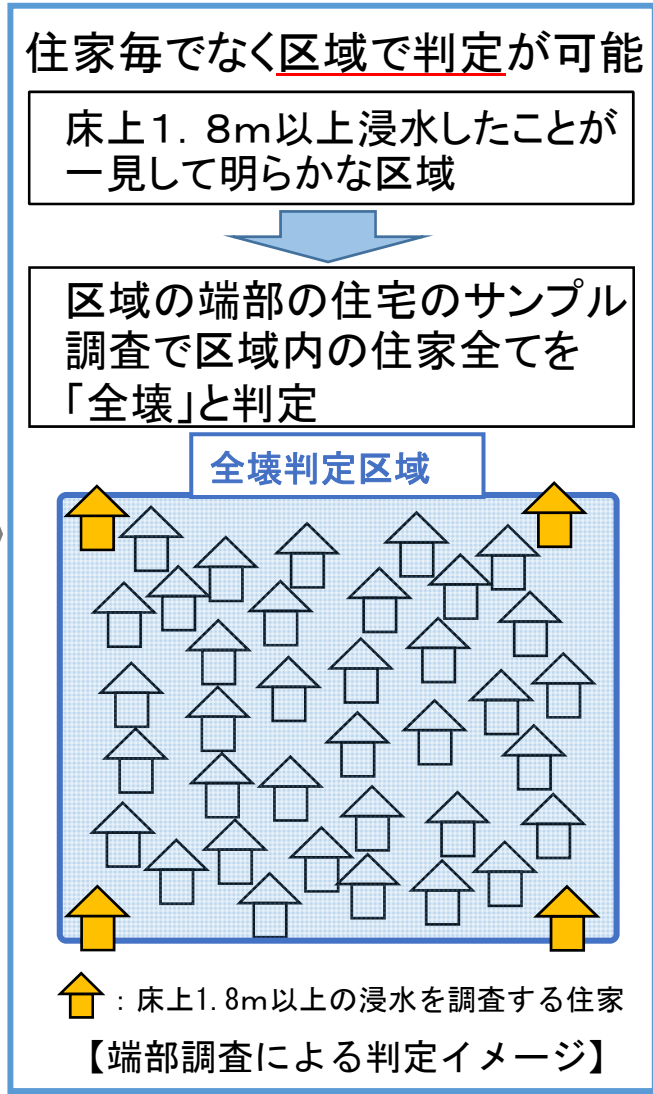 住家毎でなく区域で判定が可能
床上１．８ｍ以上浸水したことが
一見して明らかな区域
区域の端部の住宅のサンプル
調査で区域内の住家全てを
「全壊」と判定
全壊判定区域
：床上1.8ｍ以上の浸水を調査する住家
【端部調査による判定イメージ】